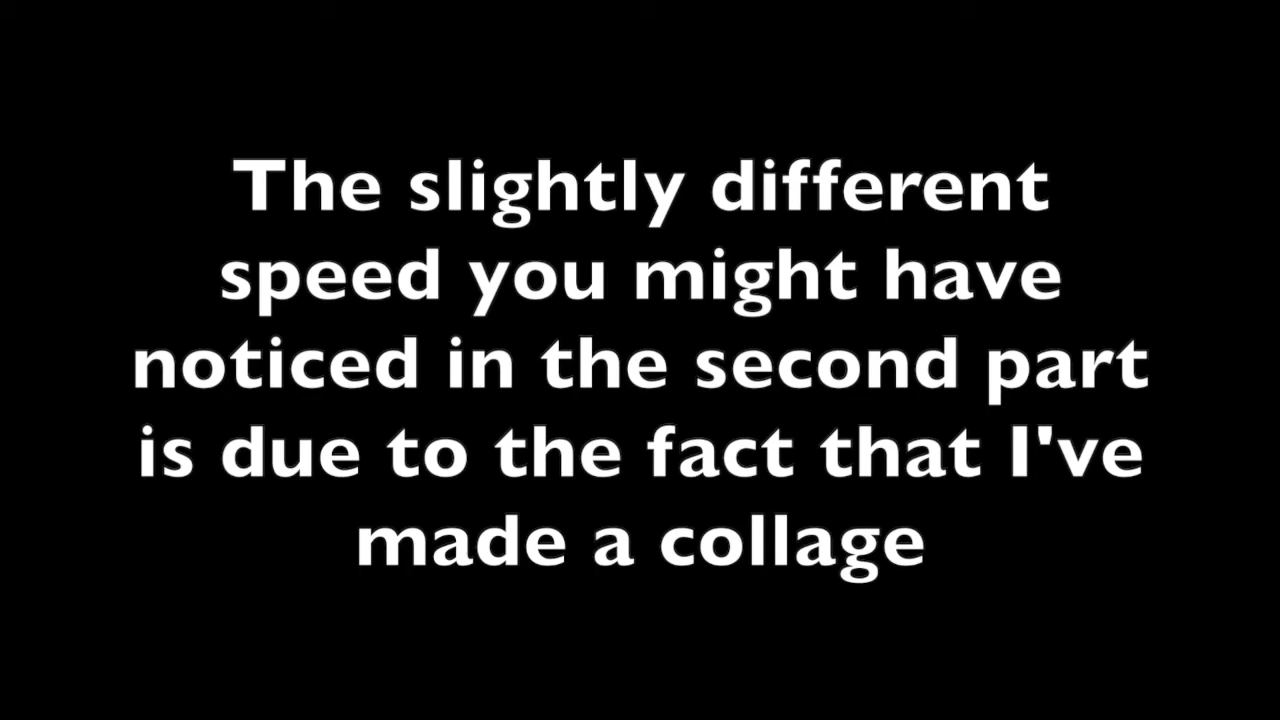 The slightly different
speed you might have
noticed in the second part
is due to the fact that I've
made a collage